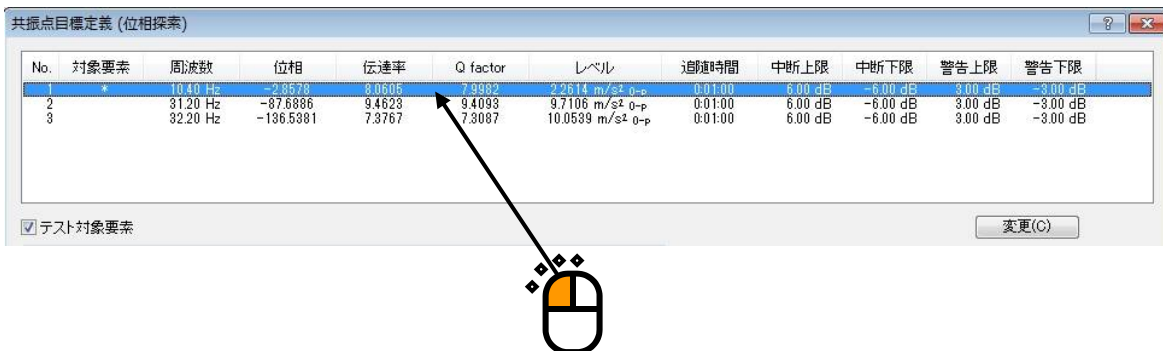 共振点目標定義 (位相探索)
No. 対象要素 周波数 位相 伝達率 Q factor レベル 追随時間 中断上限 中断下限 警告上限 警告下限
1 * 10.40 Hz -2.8578 8.0605 7.9982 2.2614 m/s² 0-p 0:01:00 6.00 dB -6.00 dB 3.00 dB -3.00 dB
2 31.20 Hz -87.6886 9.4623 9.4093 9.7106 m/s² 0-p 0:01:00 6.00 dB -6.00 dB 3.00 dB -3.00 dB
3 32.20 Hz -136.5381 7.3767 7.3087 10.0539 m/s² 0-p 0:01:00 6.00 dB -6.00 dB 3.00 dB -3.00 dB
テスト対象要素 変更(C)